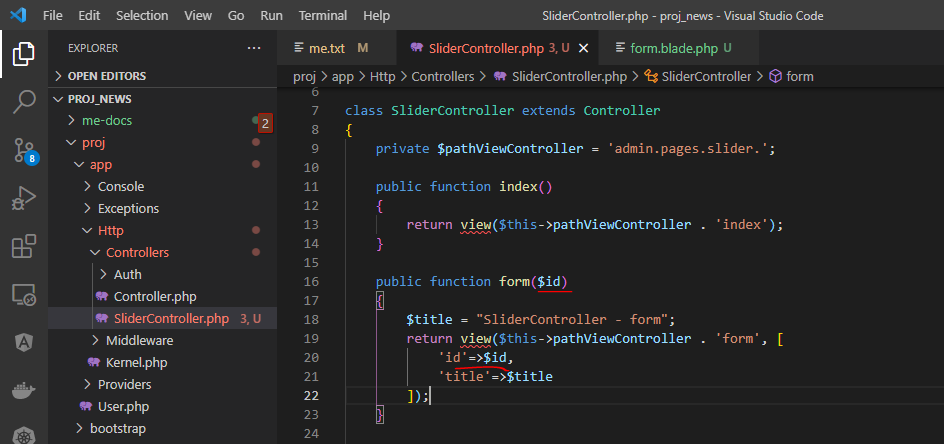 File Edit Selection View Go Run Terminal Help SliderController.php - proj_news - Visual Studio Code
EXPLORER ...
me.txt M SliderController.php 3, U form.blade.php U
OPEN EDITORS
proj > app > Http > Controllers > SliderController.php > SliderController > form
PROJ_NEWS
me-docs
2
proj
app
Console
Exceptions
Http
Controllers
Auth
Controller.php
SliderController.php 3, U
Middleware
Kernel.php
Providers
User.php
bootstrap
8
6
7 class SliderController extends Controller
8 {
9 private $pathViewController = 'admin.pages.slider.';
10
11 public function index()
12 {
13 return view($this->pathViewController . 'index');
14 }
15
16 public function form($id)
17 {
18 $title = "SliderController - form";
19 return view($this->pathViewController . 'form', [
20 'id'=>$id,
21 'title'=>$title
22 ]);
23 }
24